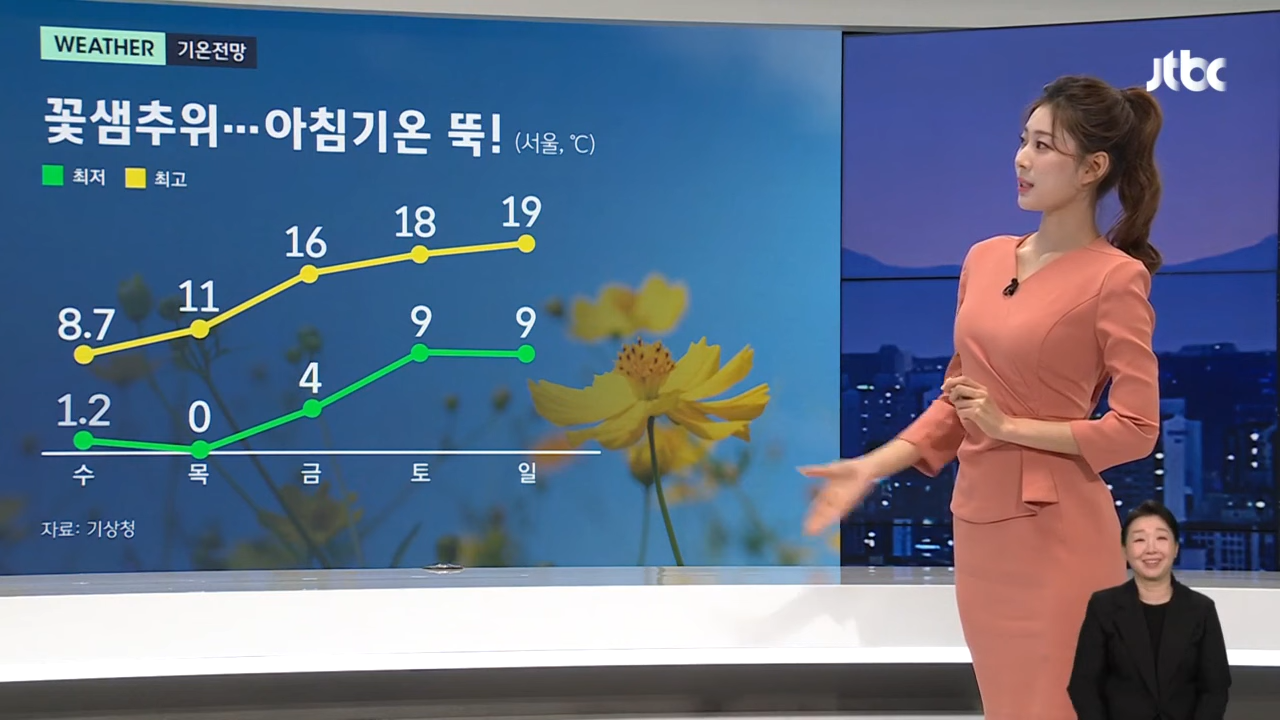 WEATHER 기온전망
jtbc
꽃샘추위…아침기온 뚝! (서울, ℃)
최저 최고
8.7 11 16 18 19
1.2 0 4 9 9
수 목 금 토 일
자료: 기상청